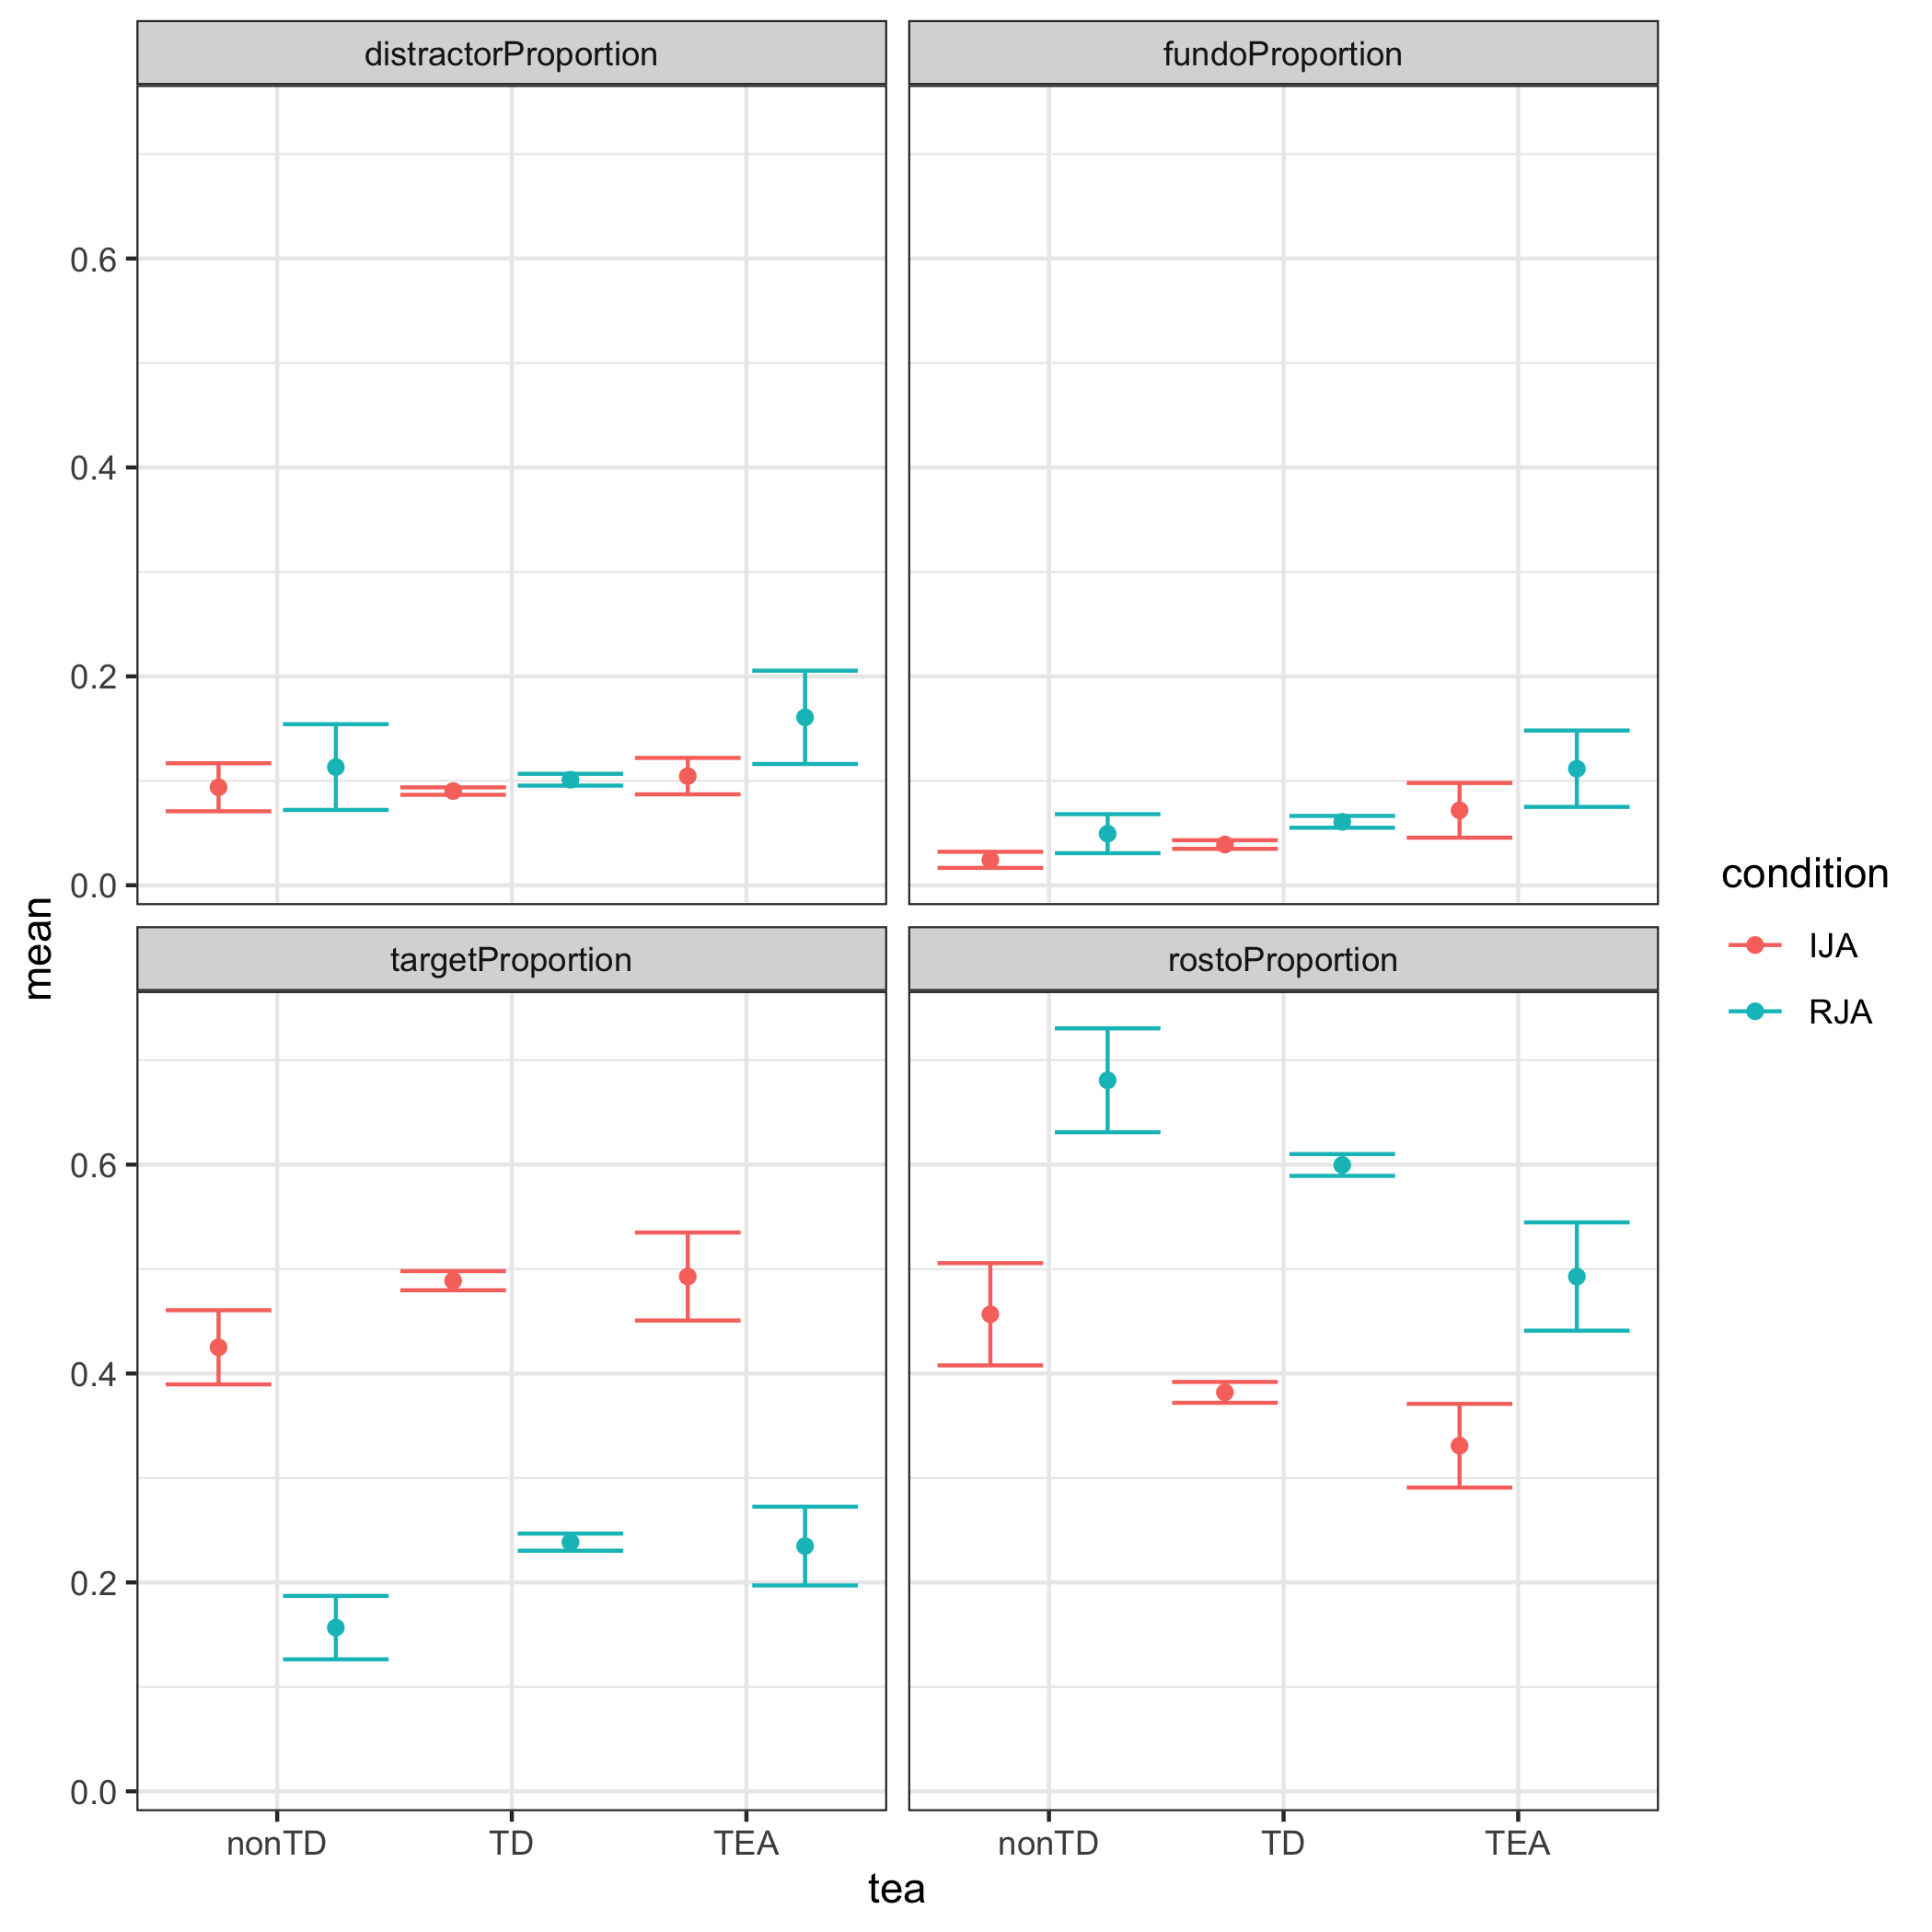 distractorProportion
fundoProportion
0.6
0.4
0.2
0.0
mean
targetProportion
rostoProportion
0.6
0.4
0.2
0.0
nonTD
TD
TEA
nonTD
TD
TEA
tea
condition
IJA
RJA